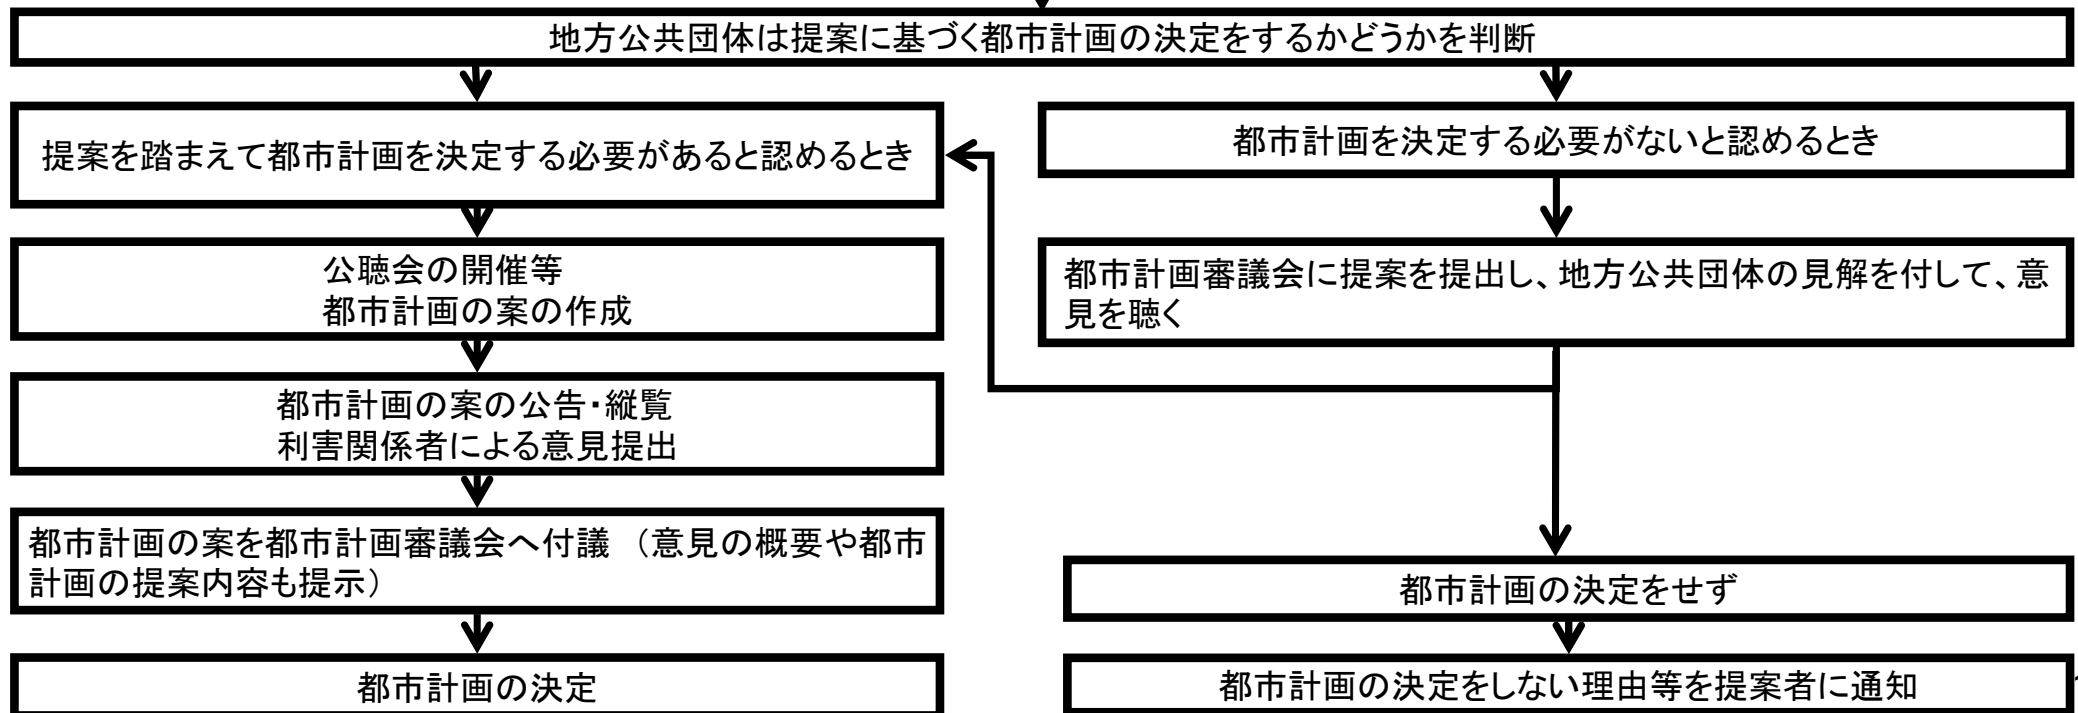 地方公共団体は提案に基づく都市計画の決定をするかどうかを判断
提案を踏まえて都市計画を決定する必要があると認めるとき
都市計画を決定する必要がないと認めるとき
公聴会の開催等
都市計画の案の作成
都市計画審議会に提案を提出し、地方公共団体の見解を付して、意
見を聴く
都市計画の案の公告・縦覧
利害関係者による意見提出
都市計画の案を都市計画審議会へ付議 （意見の概要や都市
計画の提案内容も提示）
都市計画の決定をせず
都市計画の決定
都市計画の決定をしない理由等を提案者に通知